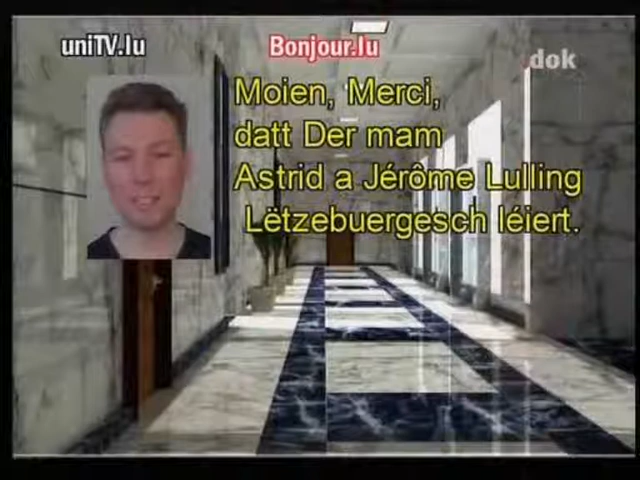 uniTV.lu
Bonjour.lu
dok
Moien, Merci,
datt Der mam
Astrid a Jérôme Lulling
Lëtzebuergesch léiert.